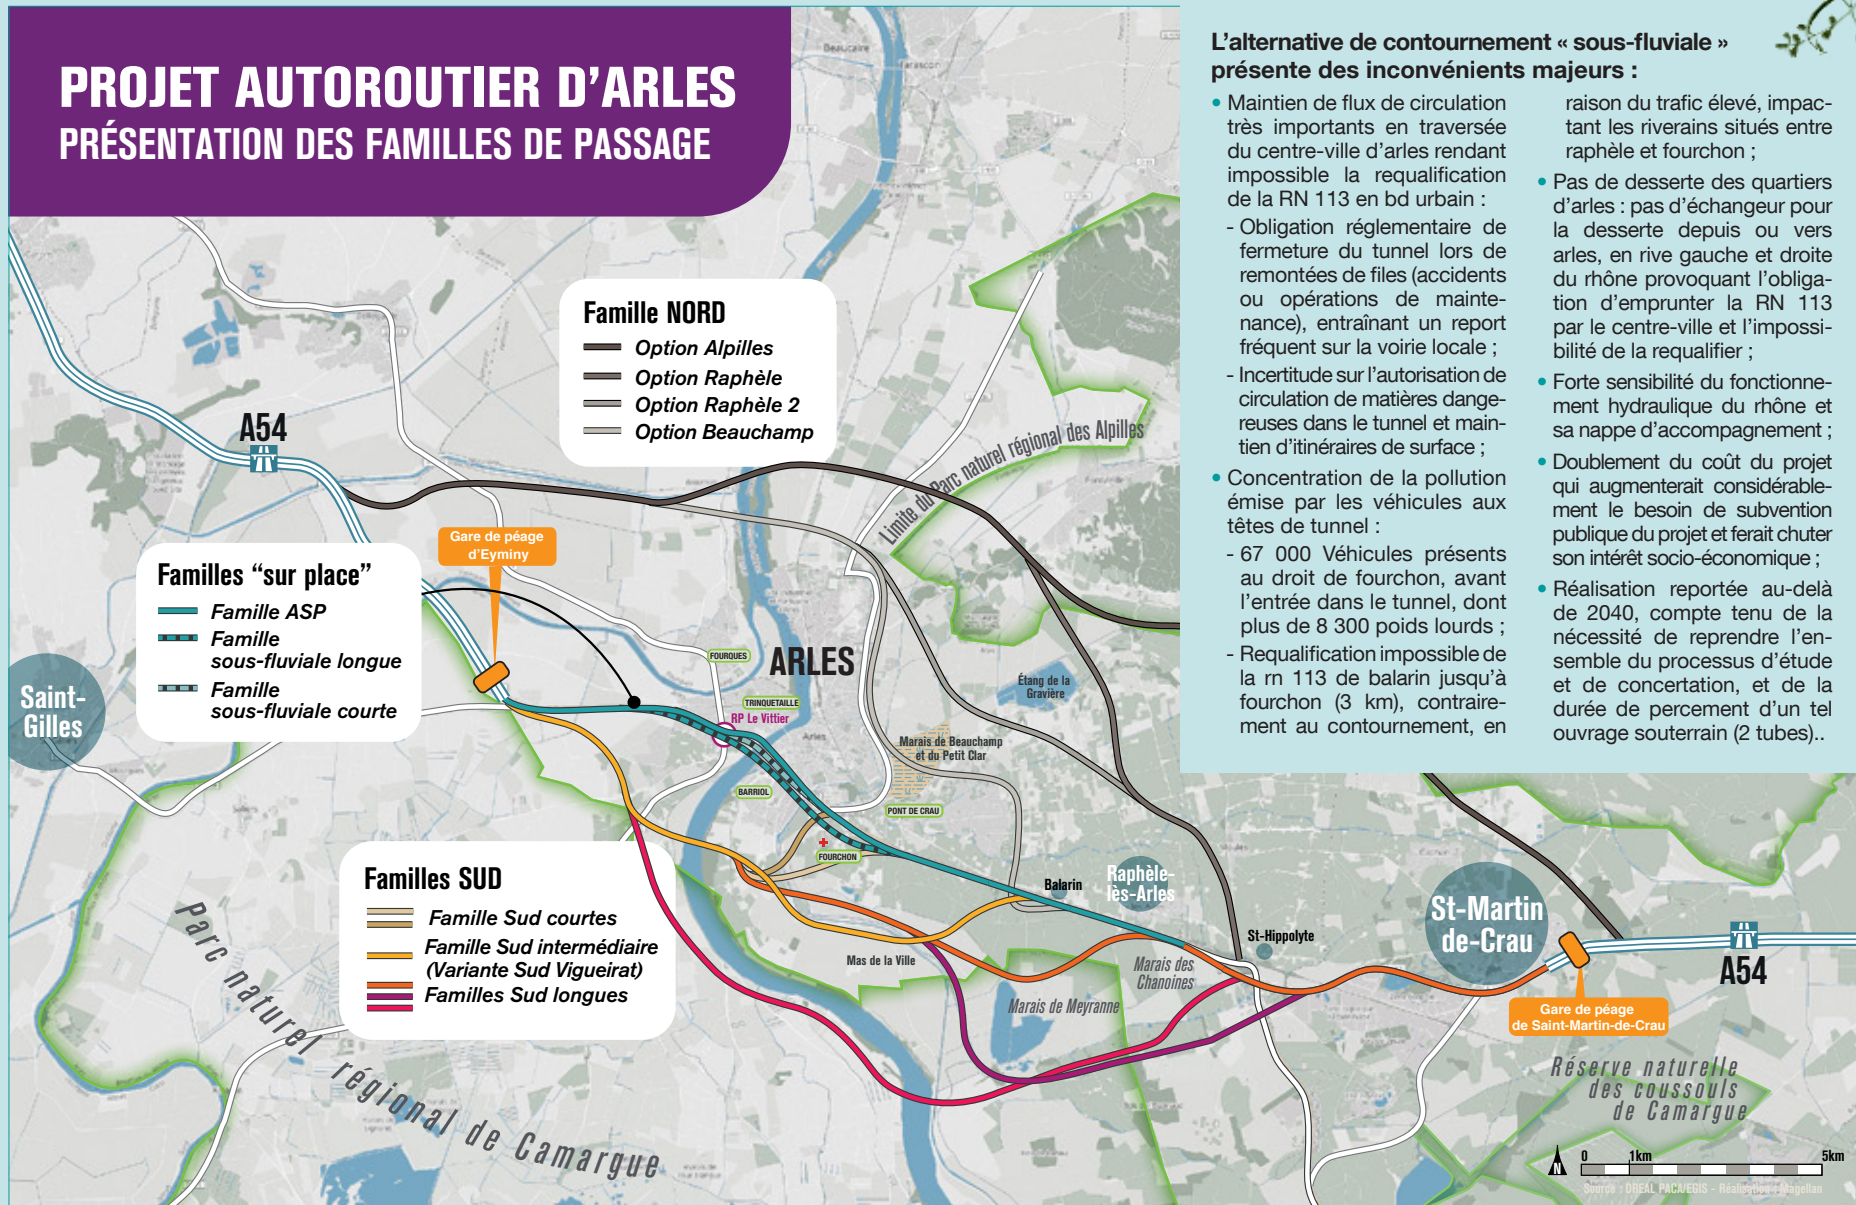 PROJET AUTOROUTIER D'ARLES
PRÉSENTATION DES FAMILLES DE PASSAGE
L'alternative de contournement « sous-fluviale »
présente des inconvénients majeurs :
• Maintien de flux de circulation
très importants en traversée
du centre-ville d'arles rendant
impossible la requalification
de la RN 113 en bd urbain :
- Obligation réglementaire de
fermeture du tunnel lors de
remontées de files (accidents
ou opérations de mainte-
nance), entraînant un report
fréquent sur la voirie locale ;
- Incertitude sur l'autorisation de
circulation de matières dange-
reuses dans le tunnel et main-
tien d'itinéraires de surface ;
• Concentration de la pollution
émise par les véhicules aux
têtes de tunnel :
- 67 000 Véhicules présents
au droit de fourchon, avant
l'entrée dans le tunnel, dont
plus de 8 300 poids lourds ;
- Requalification impossible de
la rn 113 de balarin jusqu'à
fourchon (3 km), contraire-
ment au contournement, en
raison du trafic élevé, impac-
tant les riverains situés entre
raphèle et fourchon ;
• Pas de desserte des quartiers
d'arles : pas d'échangeur pour
la desserte depuis ou vers
arles, en rive gauche et droite
du rhône provoquant l'obliga-
tion d'emprunter la RN 113
par le centre-ville et l'impossi-
bilité de la requalifier ;
• Forte sensibilité du fonctionne-
ment hydraulique du rhône et
sa nappe d'accompagnement ;
• Doublement du coût du projet
qui augmenterait considérable-
ment le besoin de subvention
publique du projet et ferait chuter
son intérêt socio-économique ;
• Réalisation reportée au-delà
de 2040, compte tenu de la
nécessité de reprendre l'en-
semble du processus d'étude
et de concertation, et de la
durée de percement d'un tel
ouvrage souterrain (2 tubes)..
Beaucaire
Tarascon
Famille NORD
Option Alpilles
Option Raphèle
Option Raphèle 2
Option Beauchamp
A54
Limite du Parc naturel régional des Alpilles
Gare de péage
d'Eyminy
Familles “sur place”
Famille ASP
Famille
sous-fluviale longue
Famille
sous-fluviale courte
Saint-
Gilles
FOURQUES
ARLES
TRINQUETAILLE
RP Le Vittier
Arles
Étang de la
Gravière
Marais de Beauchamp
et du Petit Clar
BARRIOL
PONT DE CRAU
FOURCHON
Familles SUD
Famille Sud courtes
Famille Sud intermédiaire
(Variante Sud Vigueirat)
Familles Sud longues
Balarin
Raphèle-
lès-Arles
St-Martin
de-Crau
St-Hippolyte
Mas de la Ville
Marais des
Chanoines
Marais de Meyranne
A54
Gare de péage
de Saint-Martin-de-Crau
Parc naturel régional de Camargue
Réserve naturelle
des coussouls
de Camargue
N
0 1km 5km
Source : DREAL PACA/EGIS - Réalisation : Magellan